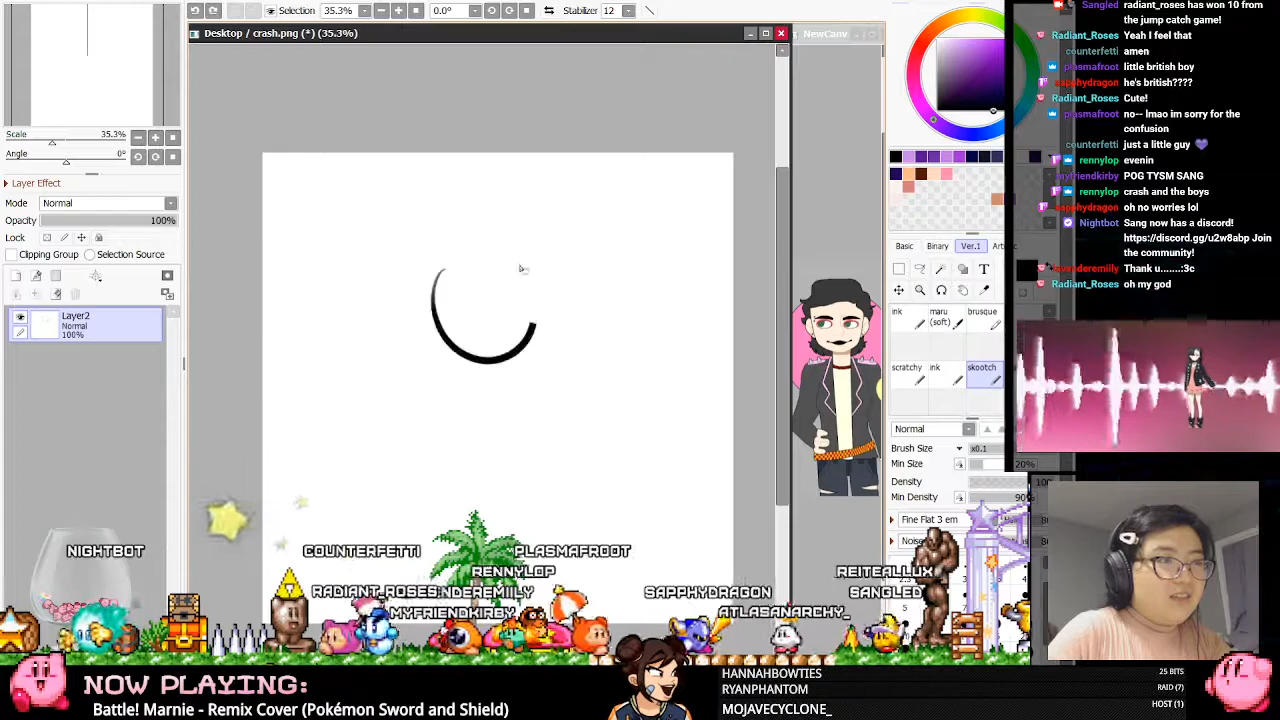 Selection 35.3% 0.0° Stabilizer 12
Desktop / crash.png (*) (35.3%)
NewCanv
Scale 35.3%
Angle 0°
Layer Effect
Mode Normal
Opacity 100%
Lock
Clipping Group Selection Source
Layer2
Normal
100%
Basic Binary Ver.1
ink maru (soft) brusque
scratchy ink skootch
Normal
Brush Size x0.1
Min Size 20%
Density
Min Density 90%
Fine Flat 3 em
Sangled radiant_roses has won 10 from
the jump catch game!
Radiant_Roses Yeah I feel that
counterfetti amen
plasmafroot little british boy
sapphydragon he's british????
Radiant_Roses Cute!
plasmafroot no-- lmao im sorry for the
confusion
counterfetti just a little guy 💜
rennylop evenin
myfriendkirby POG TYSM SANG
rennylop crash and the boys
sapphydragon oh no worries lol
Nightbot Sang now has a discord!
https://discord.gg/u2w8abp Join
the Kirbcord!
Thank u.......:3c
Radiant_Roses oh my god
NIGHTBOT
COUNTERFETTI
PLASMAFROOT
RENNYLOP
REITEALLUX
RADIANT_ROSES
SAPPHYDRAGON
SANGLED
MYFRIENDKIRBY
ATLASANARCHY_
NOW PLAYING:
Battle! Marnie - Remix Cover (Pokémon Sword and Shield)
HANNAHBOWTIES 25 BITS
RYANPHANTOM RAID (7)
MOJAVECYCLONE_ HOST (1)